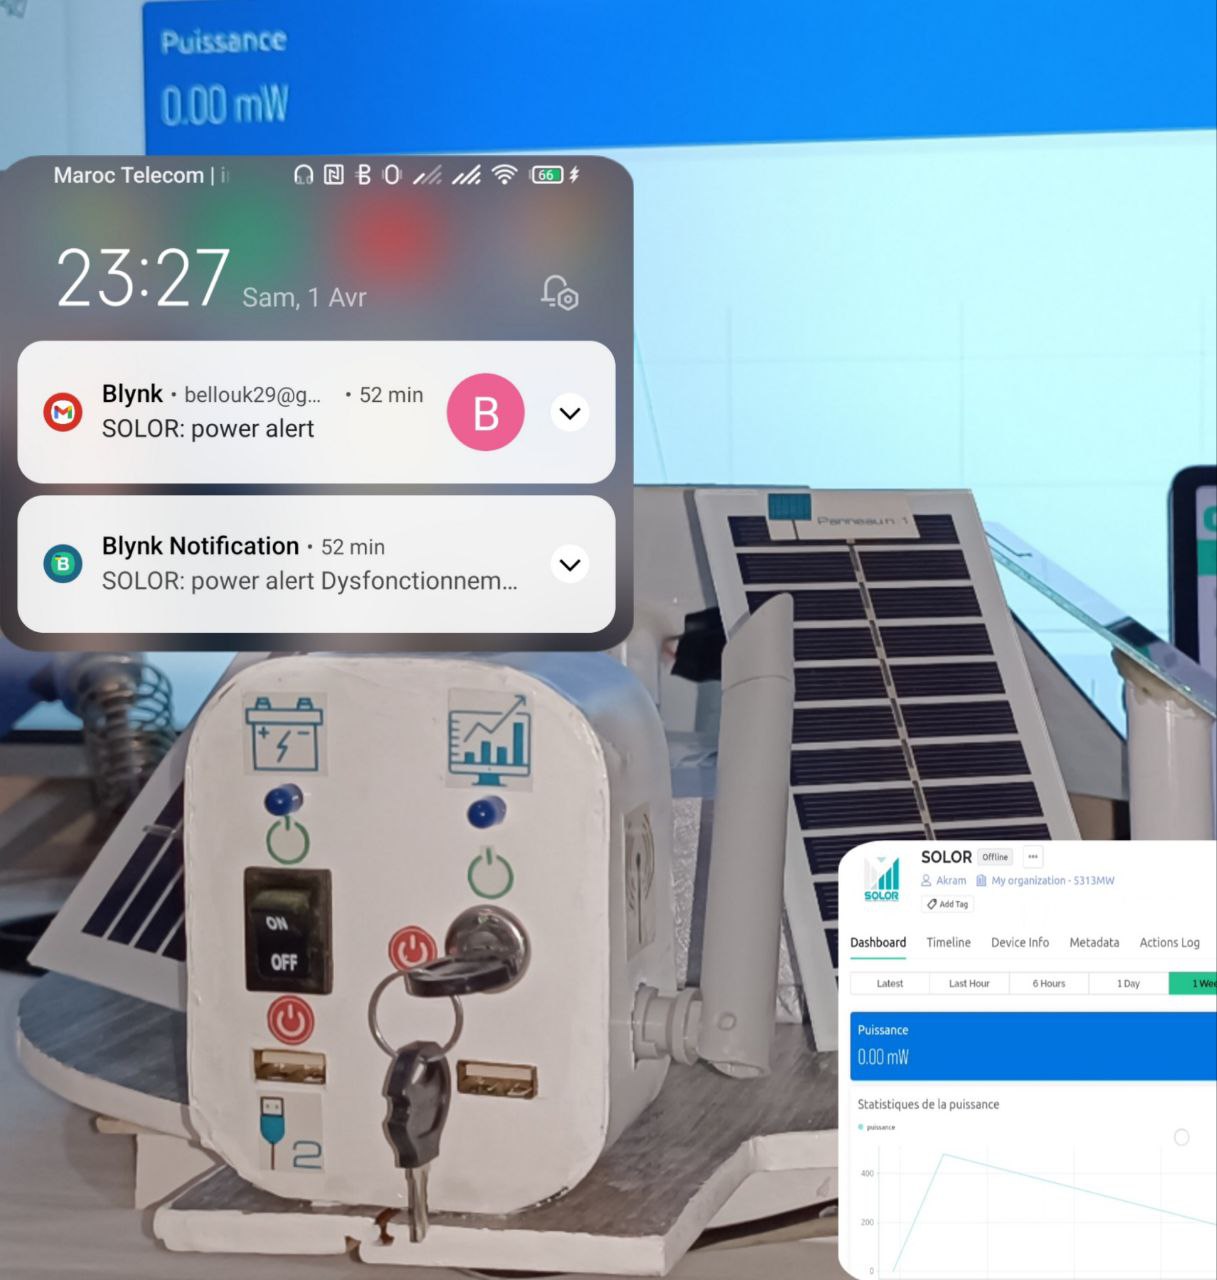 Puissance
0.00 mW
Maroc Telecom |
66
23:27 Sam, 1 Avr
Blynk • bellouk29@g... • 52 min
SOLOR: power alert
B
Blynk Notification • 52 min
SOLOR: power alert Dysfonctionnem...
B
Panneau n: 1
ON
OFF
2
SOLOR Offline
SOLOR
Akram My organization - 5313MW
Add Tag
Dashboard Timeline Device Info Metadata Actions Log
Latest Last Hour 6 Hours 1 Day 1
Puissance
0.00 mW
Statistiques de la puissance
puissance
400
200
0